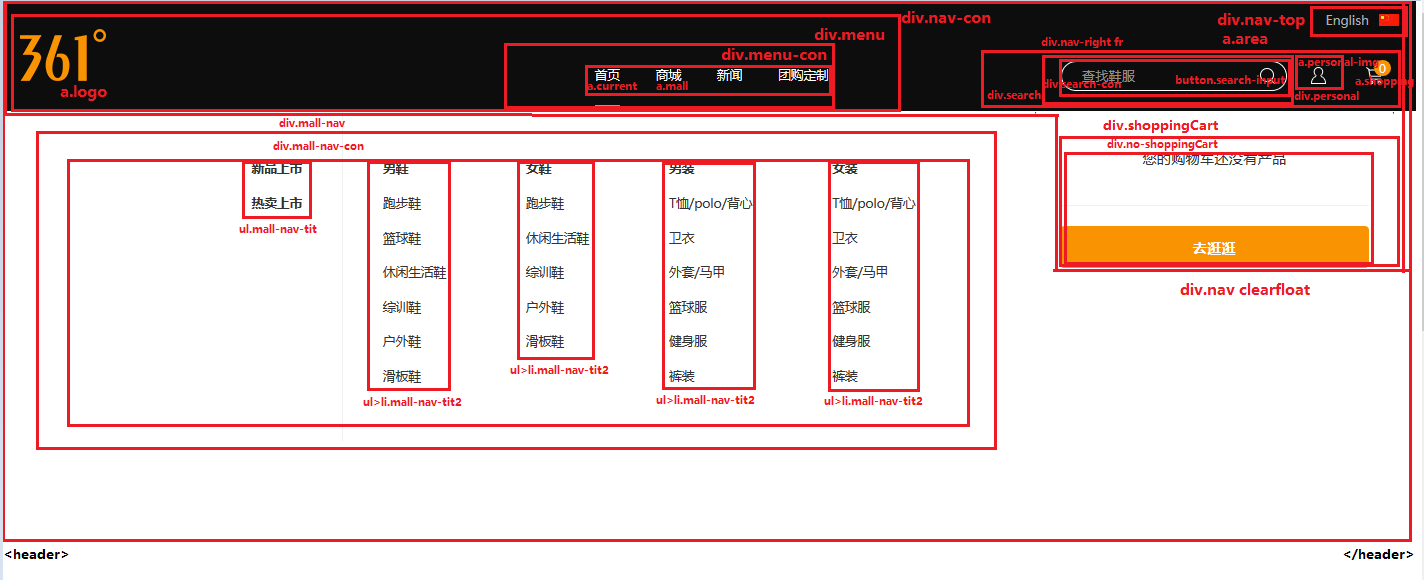 div.nav-con
div.nav-top
English
a.area
361°
a.logo
div.menu
div.menu-con
首页
商城
新闻
团购定制
a.current
a.mall
div.nav-right fr
div.search
div.search-con
查找鞋服
button.search-input
a.personal-img
div.personal
0
a.shopping
div.mall-nav
div.mall-nav-con
div.shoppingCart
div.no-shoppingCart
您的购物车还没有产品
去逛逛
div.nav clearfloat
新品上市
热卖上市
ul.mall-nav-tit
男鞋
跑步鞋
篮球鞋
休闲生活鞋
综训鞋
户外鞋
滑板鞋
ul>li.mall-nav-tit2
女鞋
跑步鞋
休闲生活鞋
综训鞋
户外鞋
滑板鞋
ul>li.mall-nav-tit2
男装
T恤/polo/背心
卫衣
外套/马甲
篮球服
健身服
裤装
ul>li.mall-nav-tit2
女装
T恤/polo/背心
卫衣
外套/马甲
篮球服
健身服
裤装
ul>li.mall-nav-tit2
<header>
</header>